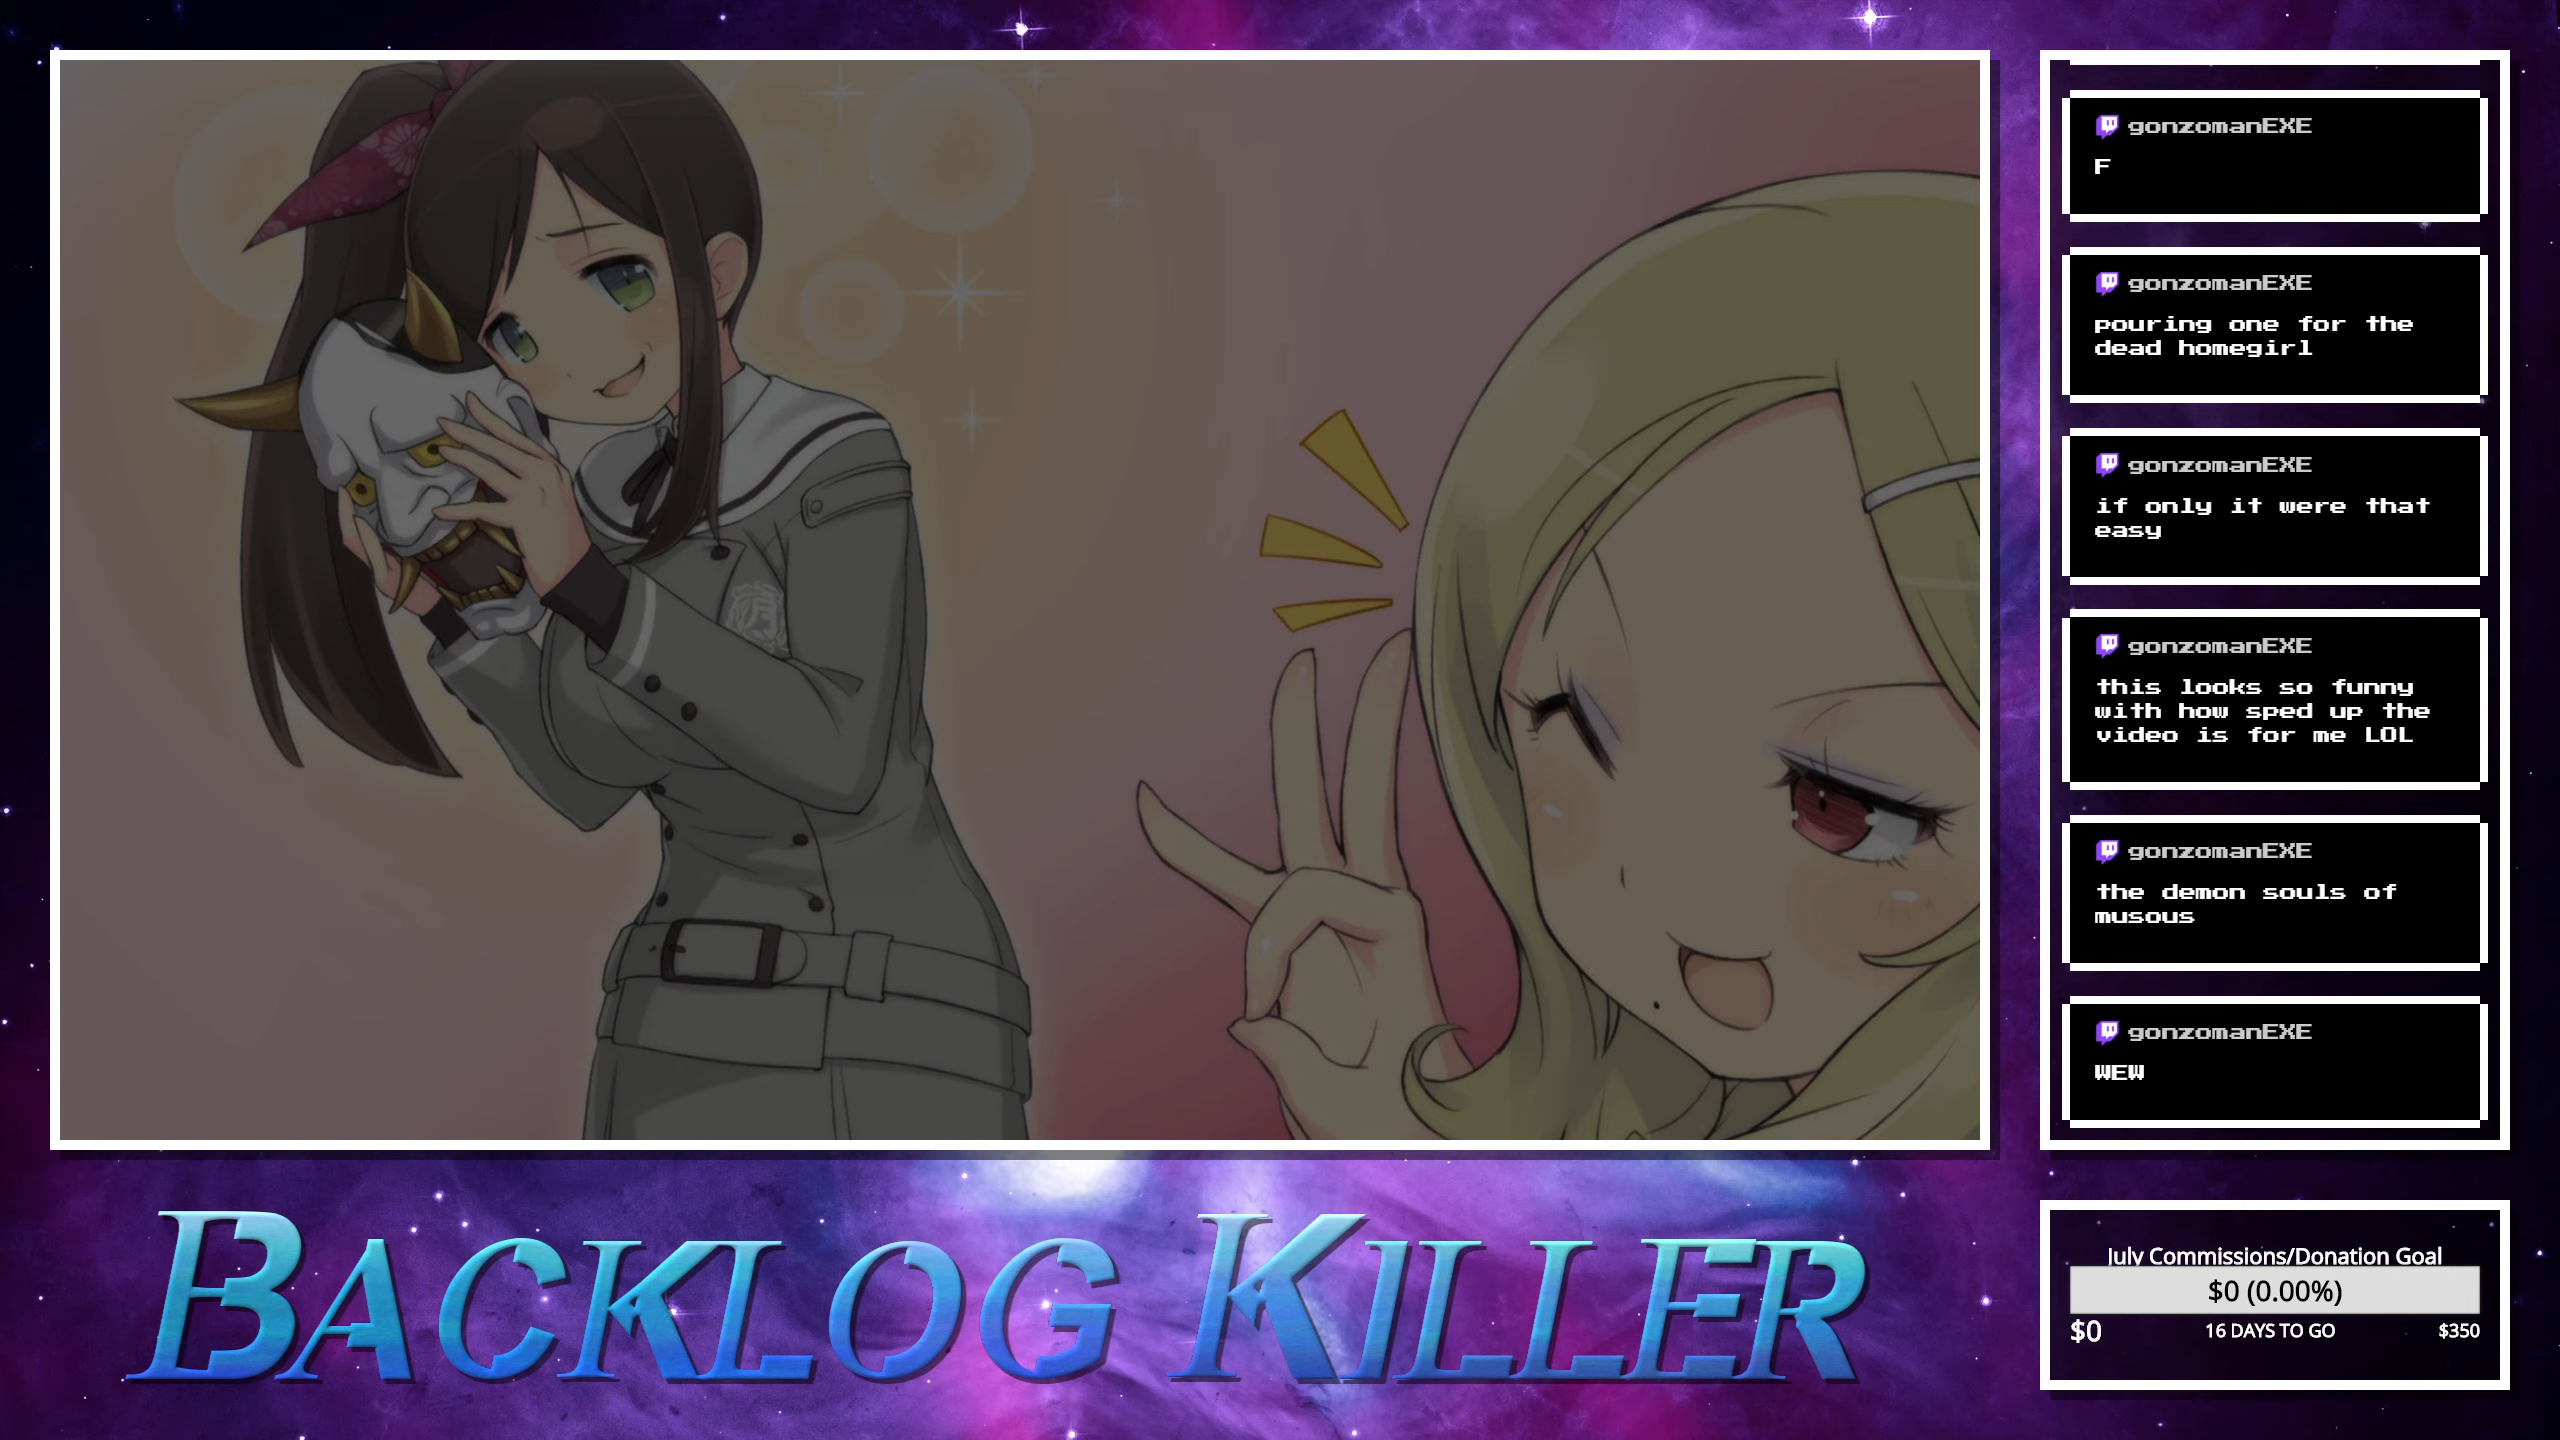 gonzomanEXE
F
gonzomanEXE
pouring one for the
dead homegirl
gonzomanEXE
if only it were that
easy
gonzomanEXE
this looks so funny
with how sped up the
video is for me LOL
gonzomanEXE
the demon souls of
musous
gonzomanEXE
WEW
BACKLOG KILLER
July Commissions/Donation Goal
$0 (0.00%)
$0 16 DAYS TO GO $350